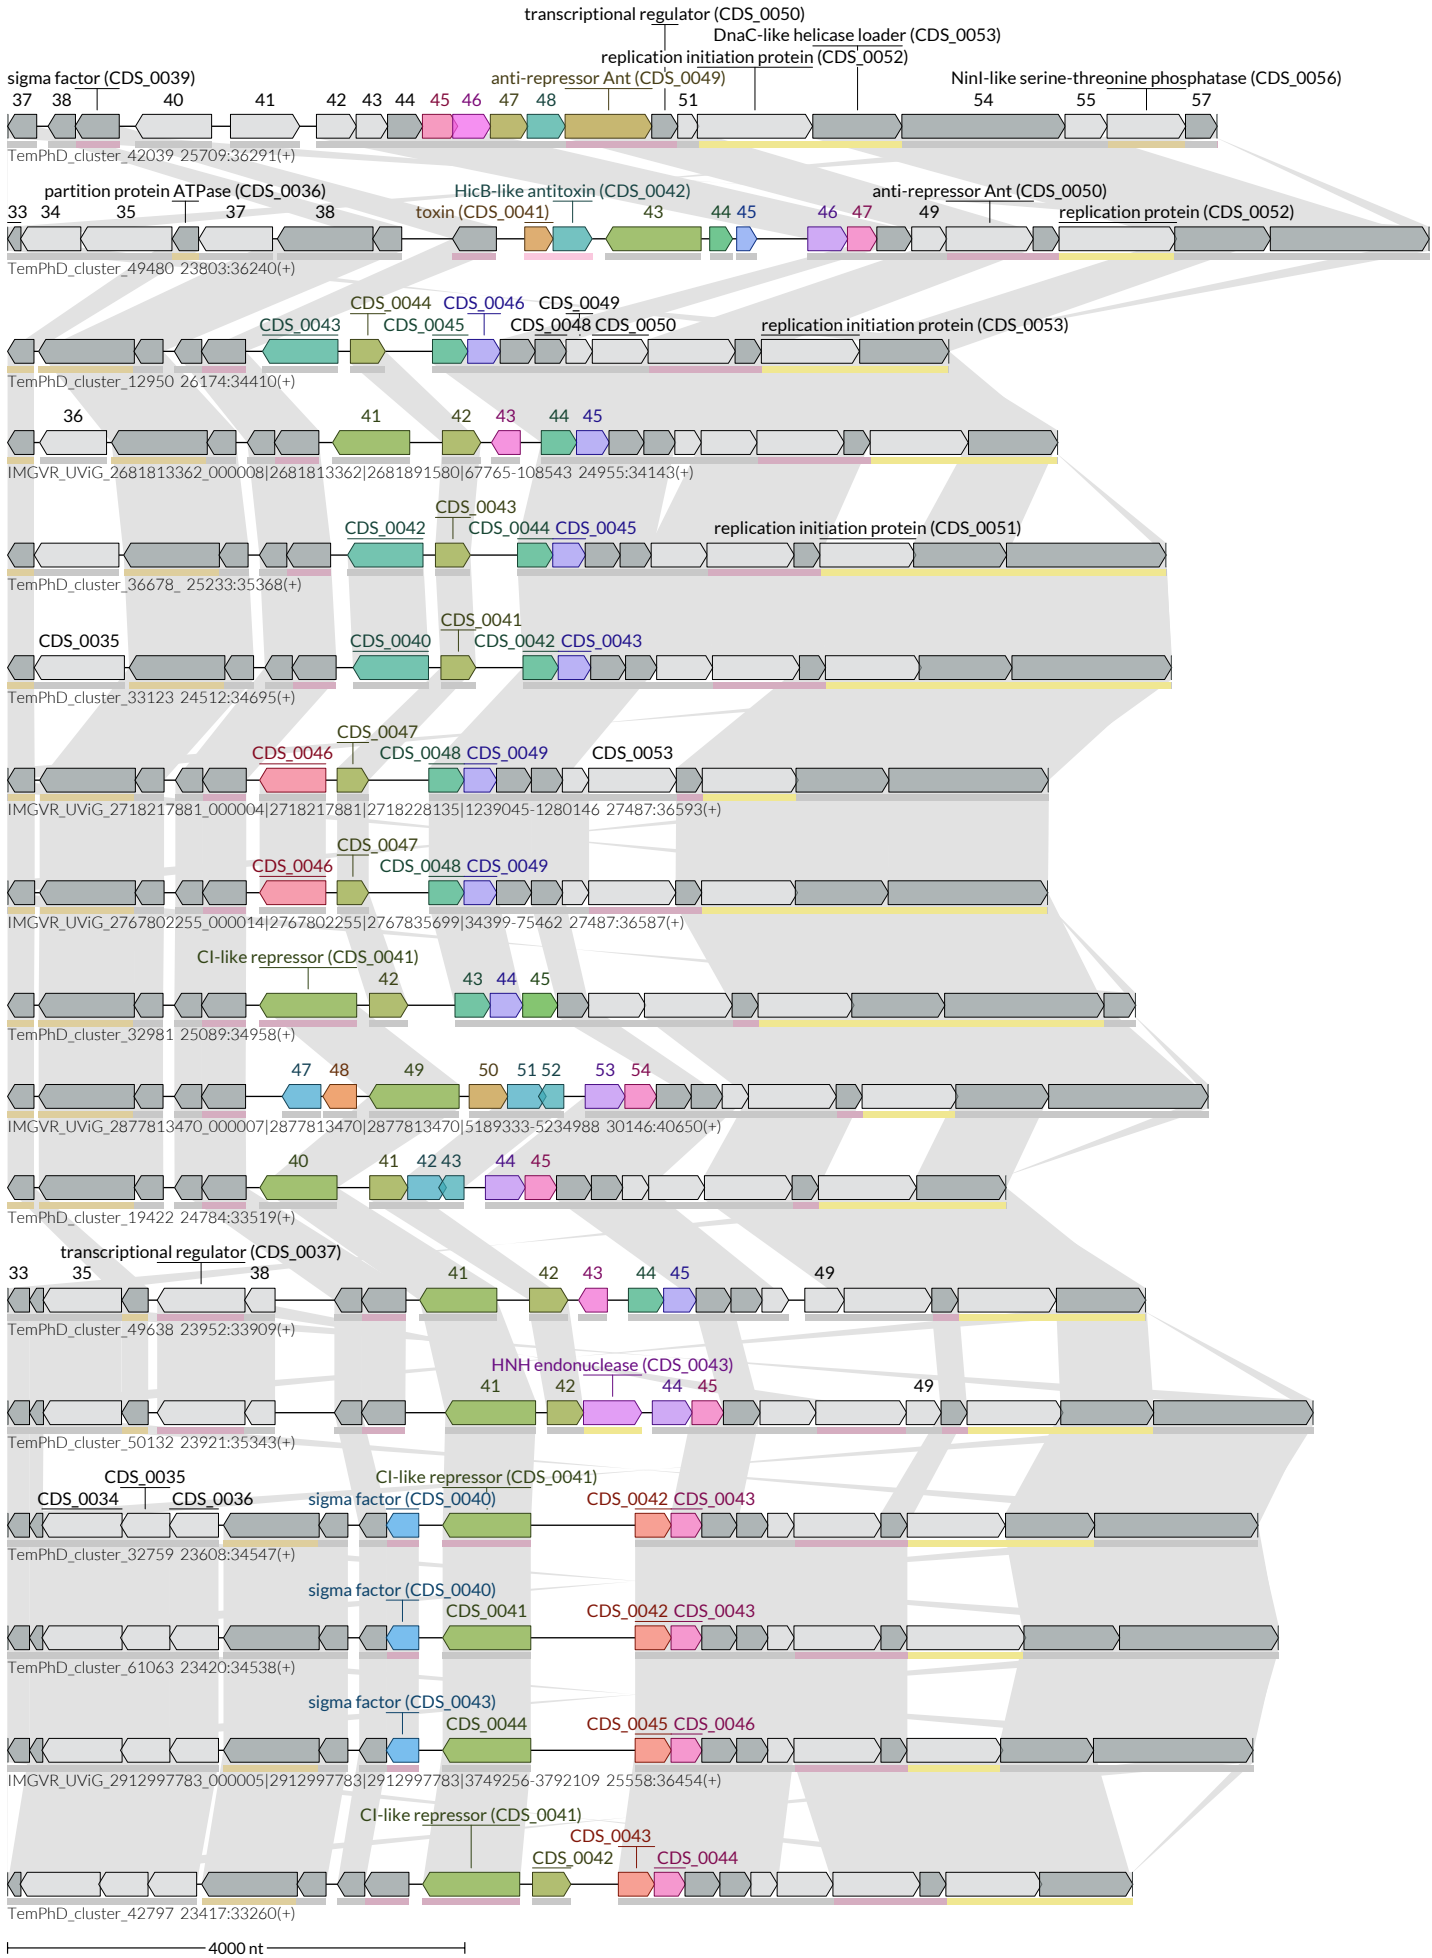 transcriptional regulator (CDS_0050)
DnaC-like helicase loader (CDS_0053)
replication initiation protein (CDS_0052)
sigma factor (CDS_0039) anti-repressor Ant (CDS_0049) NinI-like serine-threonine phosphatase (CDS_0056)
37 38 40 41 42 43 44 45 46 47 48 51 54 55 57
TemPhD_cluster_42039 25709:36291(+)
partition protein ATPase (CDS_0036) HicB-like antitoxin (CDS_0042) anti-repressor Ant (CDS_0050)
33 34 35 37 38 toxin (CDS_0041) 43 44 45 46 47 49 replication protein (CDS_0052)
TemPhD_cluster_49480 23803:36240(+)
CDS_0044 CDS_0046 CDS_0049
CDS_0043 CDS_0045 CDS_0048 CDS_0050 replication initiation protein (CDS_0053)
TemPhD_cluster_12950 26174:34410(+)
36 41 42 43 44 45
IMGVR_UViG_2681813362_000008|2681813362|2681891580|67765-108543 24955:34143(+)
CDS_0043
CDS_0042 CDS_0044 CDS_0045 replication initiation protein (CDS_0051)
TemPhD_cluster_36678_ 25233:35368(+)
CDS_0041
CDS_0035 CDS_0040 CDS_0042 CDS_0043
TemPhD_cluster_33123 24512:34695(+)
CDS_0047
CDS_0046 CDS_0048 CDS_0049 CDS_0053
IMGVR_UViG_2718217881_000004|2718217881|2718228135|1239045-1280146 27487:36593(+)
CDS_0047
CDS_0046 CDS_0048 CDS_0049
IMGVR_UViG_2767802255_000014|2767802255|2767835699|34399-75462 27487:36587(+)
CI-like repressor (CDS_0041)
42 43 44 45
TemPhD_cluster_32981 25089:34958(+)
47 48 49 50 51 52 53 54
IMGVR_UViG_2877813470_000007|2877813470|2877813470|5189333-5234988 30146:40650(+)
40 41 42 43 44 45
TemPhD_cluster_19422 24784:33519(+)
transcriptional regulator (CDS_0037)
33 35 38 41 42 43 44 45 49
TemPhD_cluster_49638 23952:33909(+)
HNH endonuclease (CDS_0043)
41 42 44 45 49
TemPhD_cluster_50132 23921:35343(+)
CDS_0035 CI-like repressor (CDS_0041)
CDS_0034 CDS_0036 sigma factor (CDS_0040) CDS_0042 CDS_0043
TemPhD_cluster_32759 23608:34547(+)
sigma factor (CDS_0040)
CDS_0041 CDS_0042 CDS_0043
TemPhD_cluster_61063 23420:34538(+)
sigma factor (CDS_0043)
CDS_0044 CDS_0045 CDS_0046
IMGVR_UViG_2912997783_000005|2912997783|2912997783|3749256-3792109 25558:36454(+)
CI-like repressor (CDS_0041)
CDS_0043
CDS_0042 CDS_0044
TemPhD_cluster_42797 23417:33260(+)
4000 nt